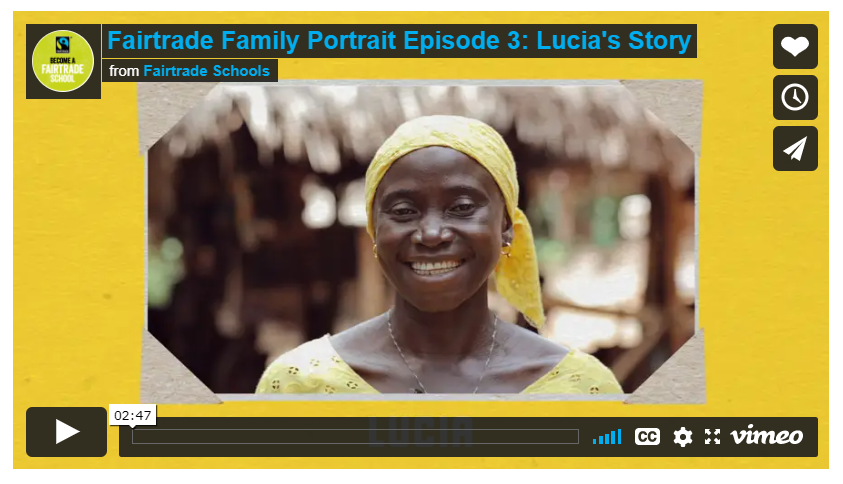 Fairtrade Family Portrait Episode 3: Lucia's Story
from Fairtrade Schools
BECOME A
FAIRTRADE
SCHOOL
LUCIA
02:47
CC
vimeo